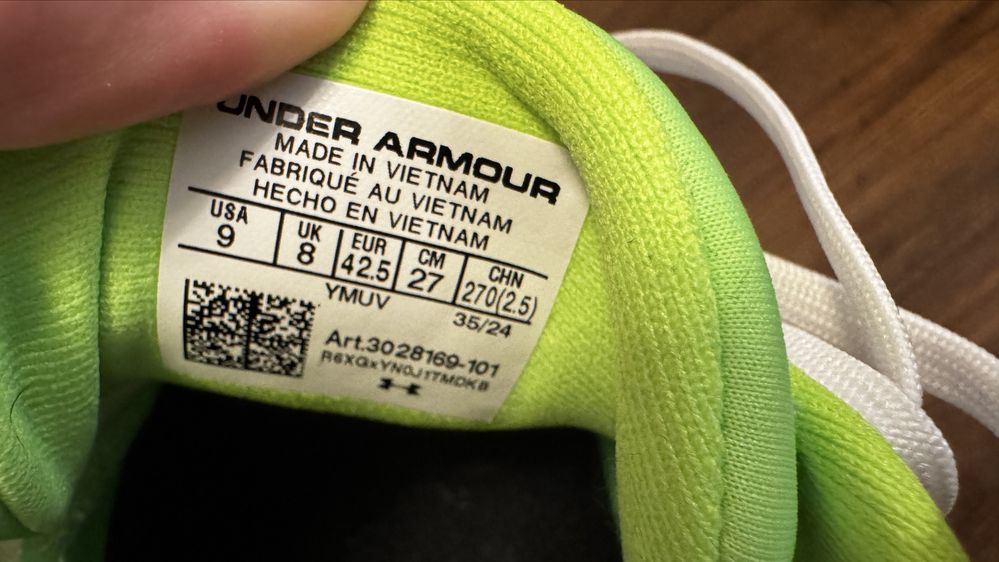 UNDER ARMOUR
MADE IN VIETNAM
FABRIQUÉ AU VIETNAM
HECHO EN VIETNAM
USA UK EUR CM CHN
9 8 42.5 27 270(2.5)
YMUV 35/24
Art.3028169-101
R6XGxYN0J1TMDKB